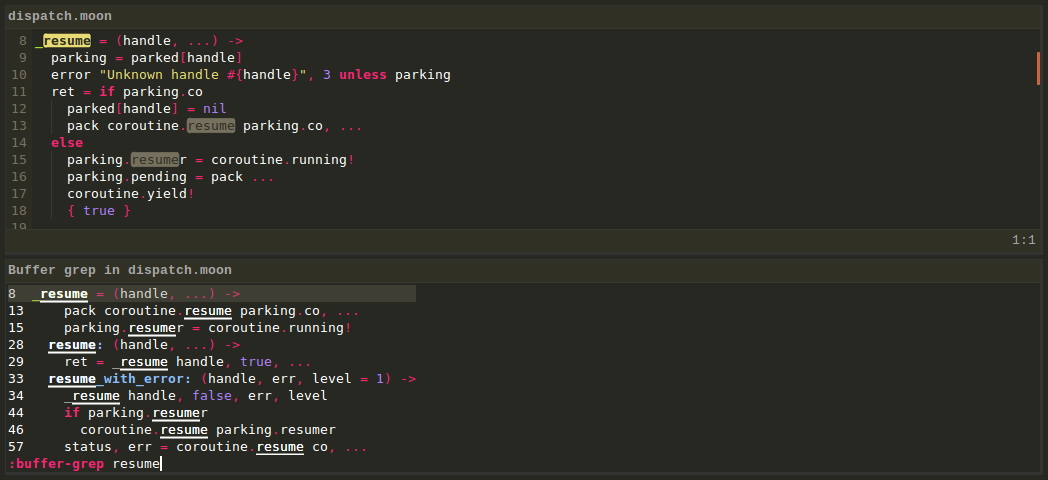 dispatch.moon
8 _resume = (handle, ...) ->
9   parking = parked[handle]
10   error "Unknown handle #{handle}", 3 unless parking
11   ret = if parking.co
12     parked[handle] = nil
13     pack coroutine.resume parking.co, ...
14   else
15     parking.resumer = coroutine.running!
16     parking.pending = pack ...
17     coroutine.yield!
18     { true }
19
1:1
Buffer grep in dispatch.moon
8 _resume = (handle, ...) ->
13     pack coroutine.resume parking.co, ...
15     parking.resumer = coroutine.running!
28   resume: (handle, ...) ->
29     ret = _resume handle, true, ...
33   resume_with_error: (handle, err, level = 1) ->
34     _resume handle, false, err, level
44     if parking.resumer
46       coroutine.resume parking.resumer
57     status, err = coroutine.resume co, ...
:buffer-grep resume